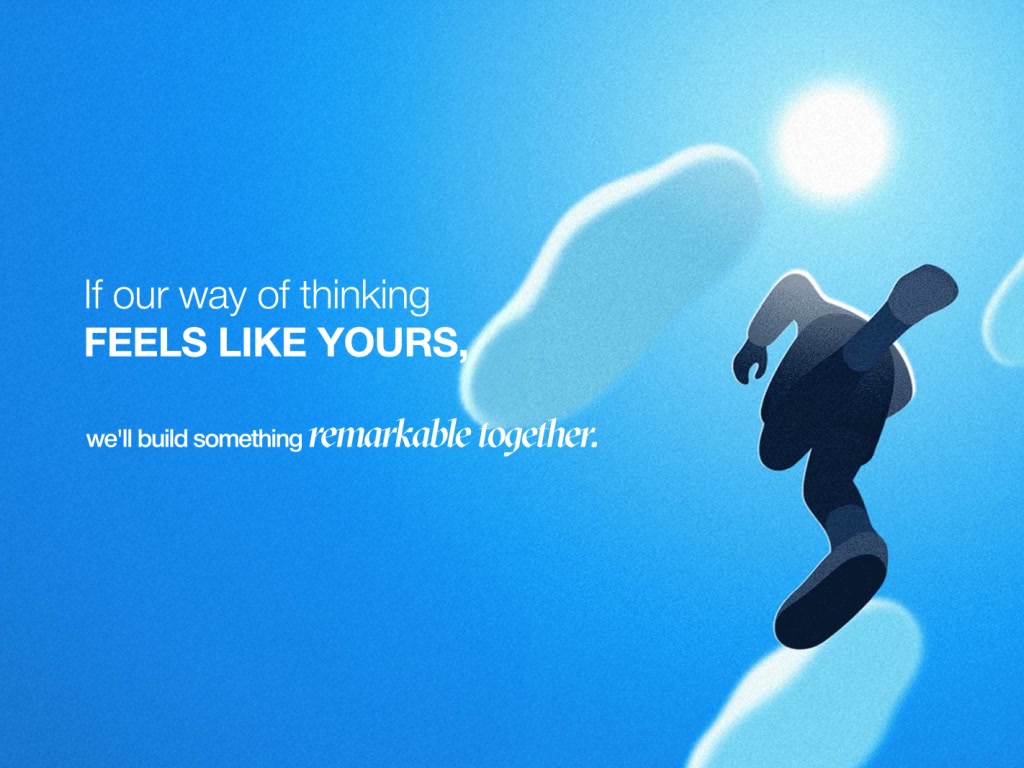 If our way of thinking
FEELS LIKE YOURS,
we'll build something remarkable together.